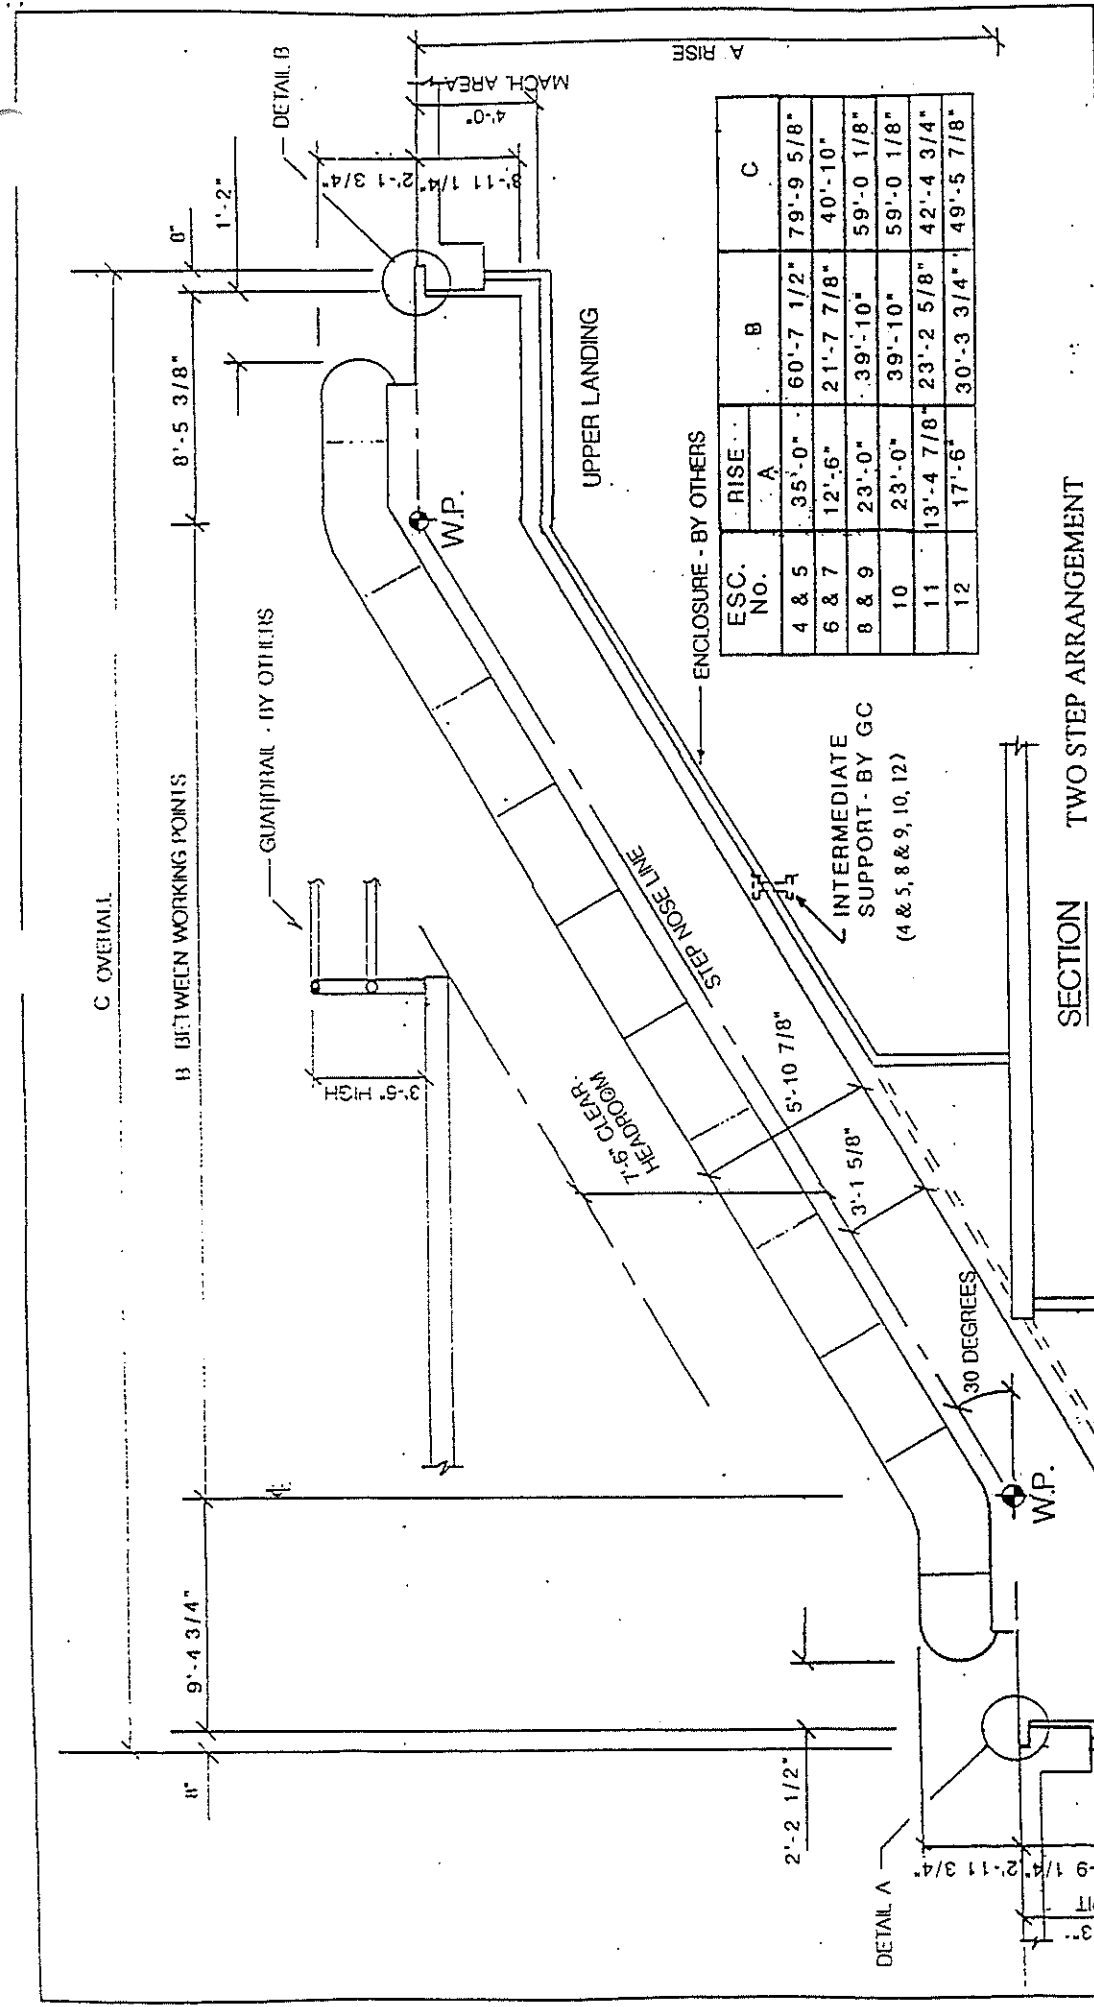 C OVERALL
B BETWEEN WORKING POINTS
8"
9'-4 3/4"
8'-5 3/8"
1'-2"
GUARDRAIL - BY OTHERS
DETAIL B
3'-6" HIGH
2'-1 3/4"
3'-11 1/4"
4'-0"
MACH. AREA
A RISE
W.P.
UPPER LANDING
7'-6" CLEAR
HEADROOM
STEP NOSE LINE
ENCLOSURE - BY OTHERS
5'-10 7/8"
3'-1 5/8"
INTERMEDIATE
SUPPORT - BY GC
(4 & 5, 8 & 9, 10, 12)
30 DEGREES
W.P.
2'-2 1/2"
DETAIL A
2'-11 3/4"
-9 1/4"
3"
ESC. No. RISE A B C
4 & 5 35'-0" 60'-7 1/2" 79'-9 5/8"
6 & 7 12'-6" 21'-7 7/8" 40'-10"
8 & 9 23'-0" 39'-10" 59'-0 1/8"
10 23'-0" 39'-10" 59'-0 1/8"
11 13'-4 7/8" 23'-2 5/8" 42'-4 3/4"
12 17'-6" 30'-3 3/4" 49'-5 7/8"
SECTION
TWO STEP ARRANGEMENT